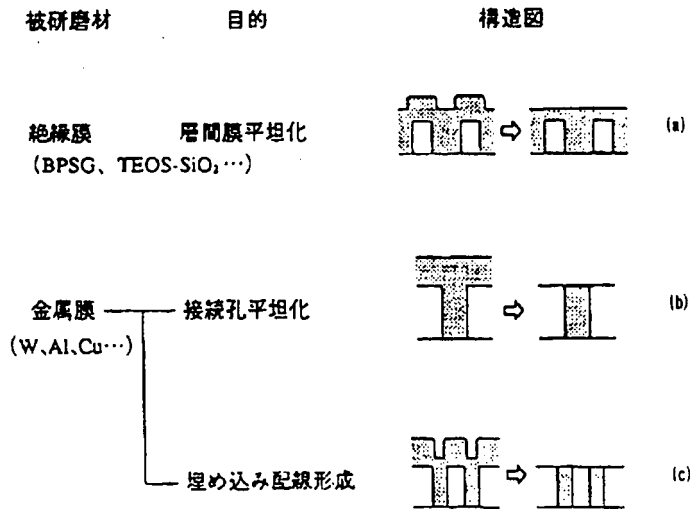 被研磨材 目的 構造図
絶縁膜 層間膜平坦化 (a)
(BPSG、TEOS-SiO₂…)
金属膜 接続孔平坦化 (b)
(W、Al、Cu…)
埋め込み配線形成 (c)